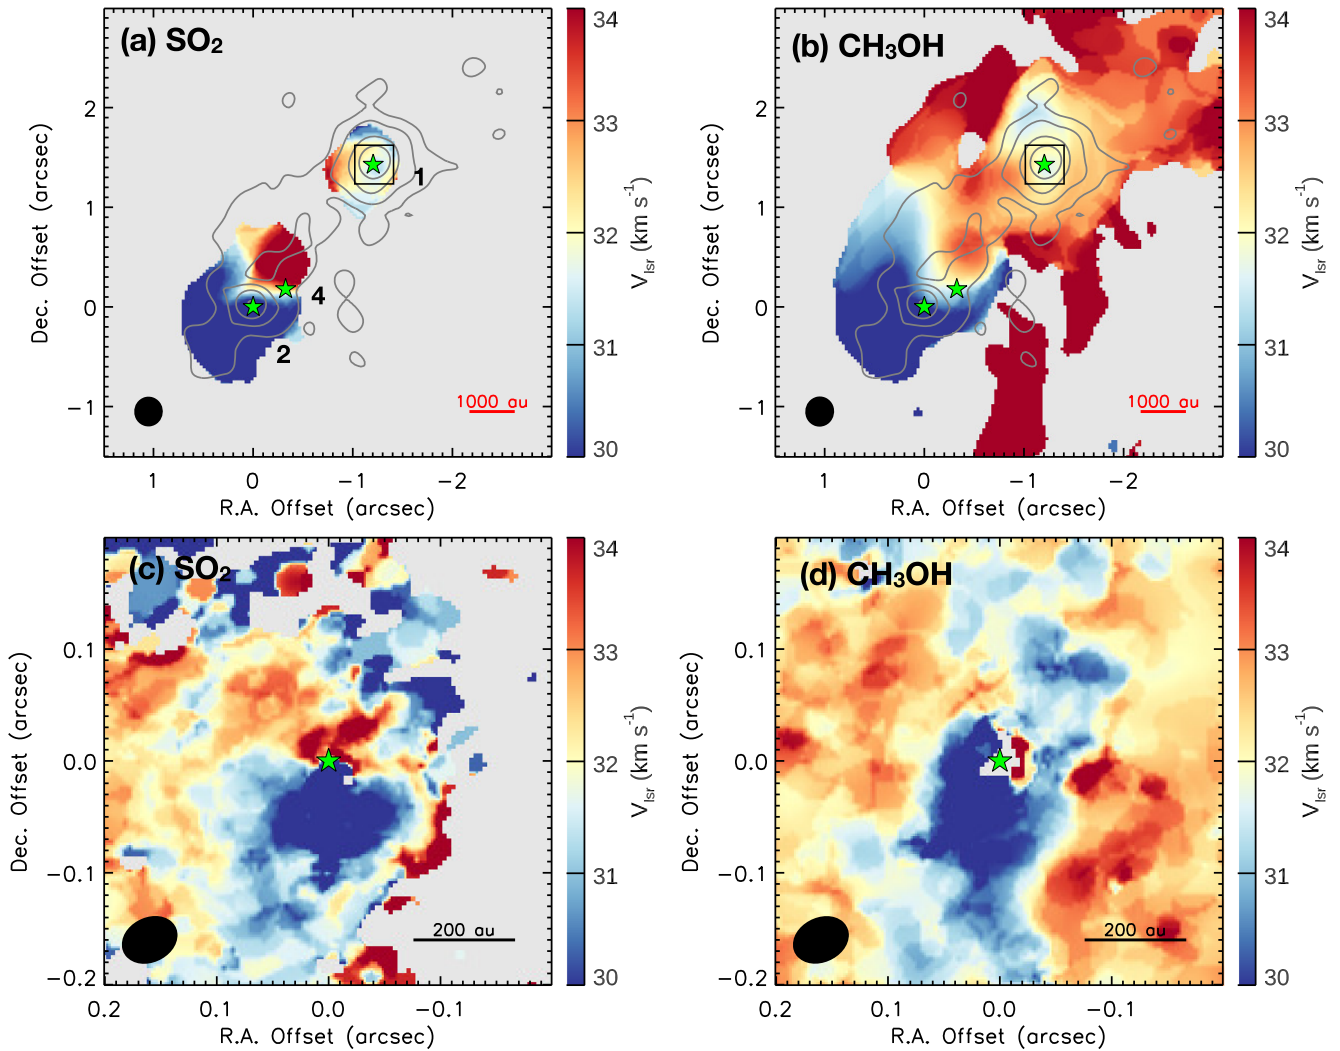 (a) SO2
2
1
0
−1
Dec. Offset (arcsec)
1
4
2
1000 au
1 0 −1 −2
R.A. Offset (arcsec)
34
33
32
31
30
Vlsr (km s-1)
(b) CH3OH
2
1
0
−1
Dec. Offset (arcsec)
1000 au
1 0 −1 −2
R.A. Offset (arcsec)
34
33
32
31
30
Vlsr (km s-1)
(c) SO2
0.1
0.0
−0.1
−0.2
Dec. Offset (arcsec)
200 au
0.2 0.1 0.0 −0.1
R.A. Offset (arcsec)
34
33
32
31
30
Vlsr (km s-1)
(d) CH3OH
0.1
0.0
−0.1
−0.2
Dec. Offset (arcsec)
200 au
0.2 0.1 0.0 −0.1
R.A. Offset (arcsec)
34
33
32
31
30
Vlsr (km s-1)